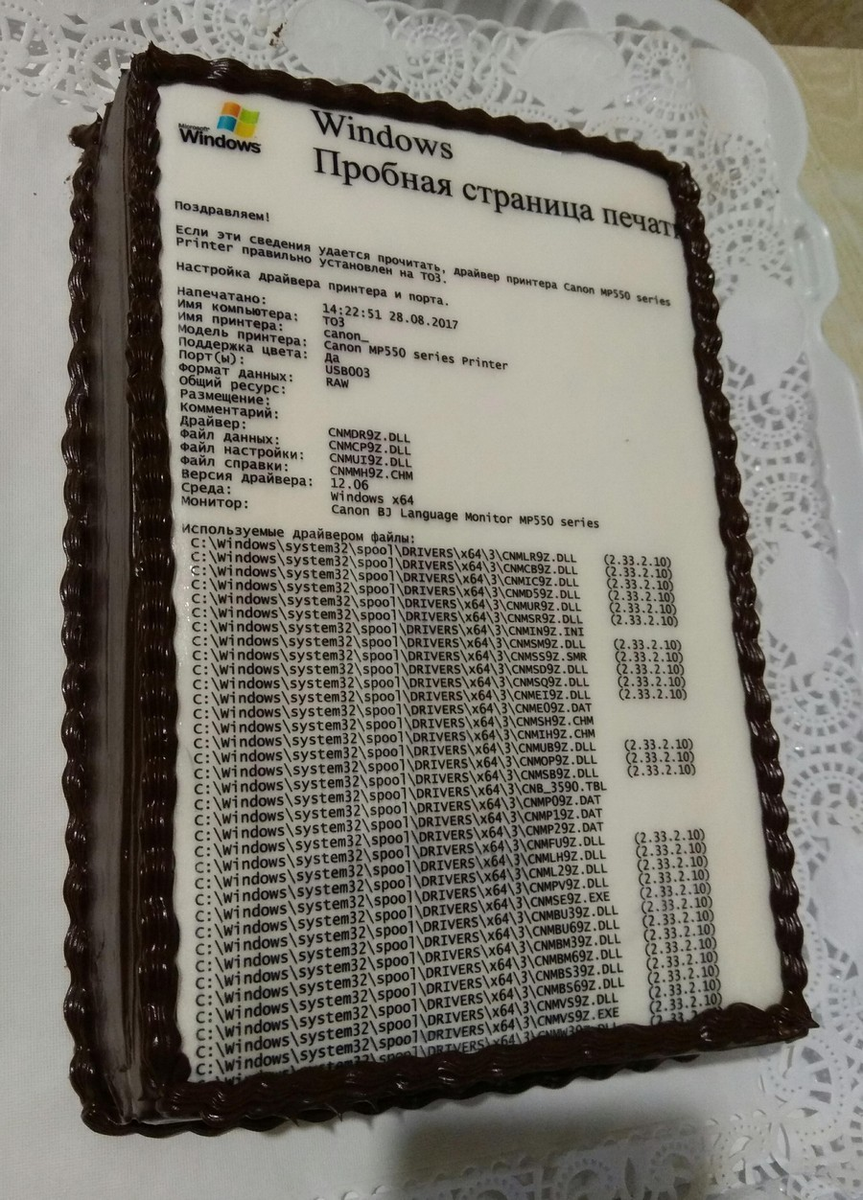 Microsoft
Windows
Windows
Пробная страница печати
Поздравляем!
Если эти сведения удается прочитать, драйвер принтера Canon MP550 series
Printer правильно установлен на ТО3.
Настройка драйвера принтера и порта.
Напечатано: 14:22:51 28.08.2017
Имя компьютера: ТО3
Имя принтера: canon_
Модель принтера: Canon MP550 series Printer
Поддержка цвета: Да
Порт(ы): USB003
Формат данных: RAW
Общий ресурс:
Размещение:
Комментарий:
Драйвер: CNMDR9Z.DLL
Файл данных: CNMCP9Z.DLL
Файл настройки: CNMUI9Z.DLL
Файл справки: CNMMH9Z.CHM
Версия драйвера: 12.06
Среда: Windows x64
Монитор: Canon BJ Language Monitor MP550 series
Используемые драйвером файлы:
C:\Windows\system32\spool\DRIVERS\x64\3\CNMLR9Z.DLL (2.33.2.10)
C:\Windows\system32\spool\DRIVERS\x64\3\CNMCB9Z.DLL (2.33.2.10)
C:\Windows\system32\spool\DRIVERS\x64\3\CNMIC9Z.DLL (2.33.2.10)
C:\Windows\system32\spool\DRIVERS\x64\3\CNMD59Z.DLL (2.33.2.10)
C:\Windows\system32\spool\DRIVERS\x64\3\CNMUR9Z.DLL (2.33.2.10)
C:\Windows\system32\spool\DRIVERS\x64\3\CNMSR9Z.DLL (2.33.2.10)
C:\Windows\system32\spool\DRIVERS\x64\3\CNMIN9Z.INI
C:\Windows\system32\spool\DRIVERS\x64\3\CNMSM9Z.DLL (2.33.2.10)
C:\Windows\system32\spool\DRIVERS\x64\3\CNMSS9Z.SMR (2.33.2.10)
C:\Windows\system32\spool\DRIVERS\x64\3\CNMSD9Z.DLL (2.33.2.10)
C:\Windows\system32\spool\DRIVERS\x64\3\CNMSQ9Z.DLL (2.33.2.10)
C:\Windows\system32\spool\DRIVERS\x64\3\CNMEI9Z.DLL (2.33.2.10)
C:\Windows\system32\spool\DRIVERS\x64\3\CNME09Z.DAT
C:\Windows\system32\spool\DRIVERS\x64\3\CNMSH9Z.CHM
C:\Windows\system32\spool\DRIVERS\x64\3\CNMIH9Z.CHM
C:\Windows\system32\spool\DRIVERS\x64\3\CNMUB9Z.DLL (2.33.2.10)
C:\Windows\system32\spool\DRIVERS\x64\3\CNMOP9Z.DLL (2.33.2.10)
C:\Windows\system32\spool\DRIVERS\x64\3\CNMSB9Z.DLL (2.33.2.10)
C:\Windows\system32\spool\DRIVERS\x64\3\CNB_3590.TBL
C:\Windows\system32\spool\DRIVERS\x64\3\CNMP09Z.DAT
C:\Windows\system32\spool\DRIVERS\x64\3\CNMP19Z.DAT
C:\Windows\system32\spool\DRIVERS\x64\3\CNMP29Z.DAT
C:\Windows\system32\spool\DRIVERS\x64\3\CNMFU9Z.DLL (2.33.2.10)
C:\Windows\system32\spool\DRIVERS\x64\3\CNMLH9Z.DLL (2.33.2.10)
C:\Windows\system32\spool\DRIVERS\x64\3\CNML29Z.DLL (2.33.2.10)
C:\Windows\system32\spool\DRIVERS\x64\3\CNMPV9Z.DLL (2.33.2.10)
C:\Windows\system32\spool\DRIVERS\x64\3\CNMSE9Z.EXE (2.33.2.10)
C:\Windows\system32\spool\DRIVERS\x64\3\CNMBU39Z.DLL (2.33.2.10)
C:\Windows\system32\spool\DRIVERS\x64\3\CNMBU69Z.DLL (2.33.2.10)
C:\Windows\system32\spool\DRIVERS\x64\3\CNMBM39Z.DLL (2.33.2.10)
C:\Windows\system32\spool\DRIVERS\x64\3\CNMBM69Z.DLL (2.33.2.10)
C:\Windows\system32\spool\DRIVERS\x64\3\CNMBS39Z.DLL (2.33.2.10)
C:\Windows\system32\spool\DRIVERS\x64\3\CNMBS69Z.DLL (2.33.2.10)
C:\Windows\system32\spool\DRIVERS\x64\3\CNMVS9Z.DLL (2.33.2.10)
C:\Windows\system32\spool\DRIVERS\x64\3\CNMVS9Z.EXE (2.33.2.10)